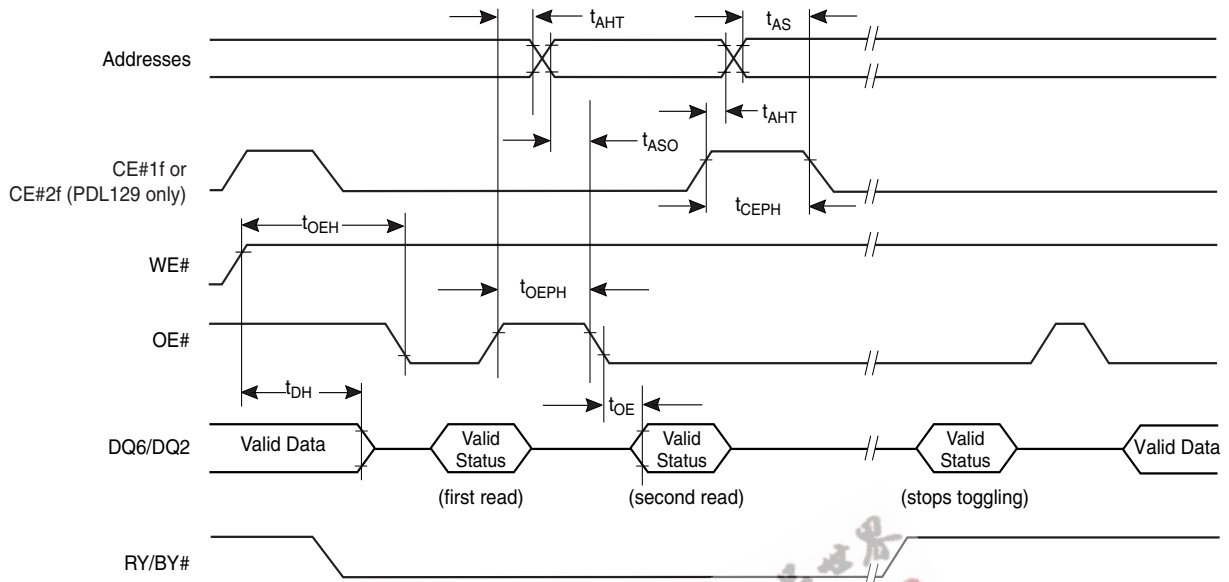 tAHT
tAS
Addresses
tAHT
tASO
CE#1f or
CE#2f (PDL129 only)
tCEPH
tOEH
WE#
tOEPH
OE#
tDH
tOE
DQ6/DQ2
Valid Data
Valid
Status
Valid
Status
Valid
Status
Valid Data
(first read)
(second read)
(stops toggling)
RY/BY#